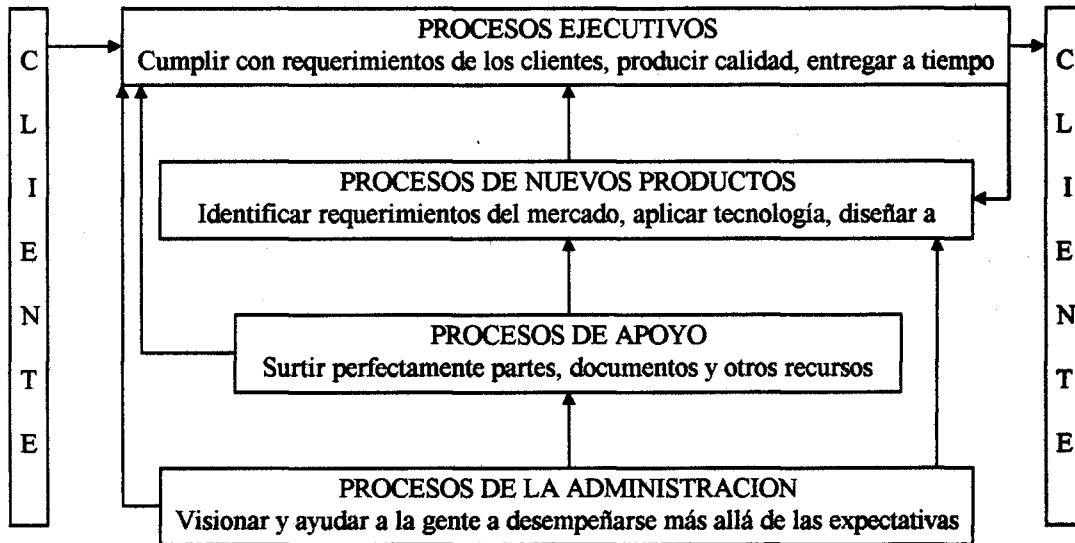 CLIENTE
PROCESOS EJECUTIVOS
Cumplir con requerimientos de los clientes, producir calidad, entregar a tiempo
PROCESOS DE NUEVOS PRODUCTOS
Identificar requerimientos del mercado, aplicar tecnología, diseñar a
PROCESOS DE APOYO
Surtir perfectamente partes, documentos y otros recursos
PROCESOS DE LA ADMINISTRACION
Visionar y ayudar a la gente a desempeñarse más allá de las expectativas
CLIENTE